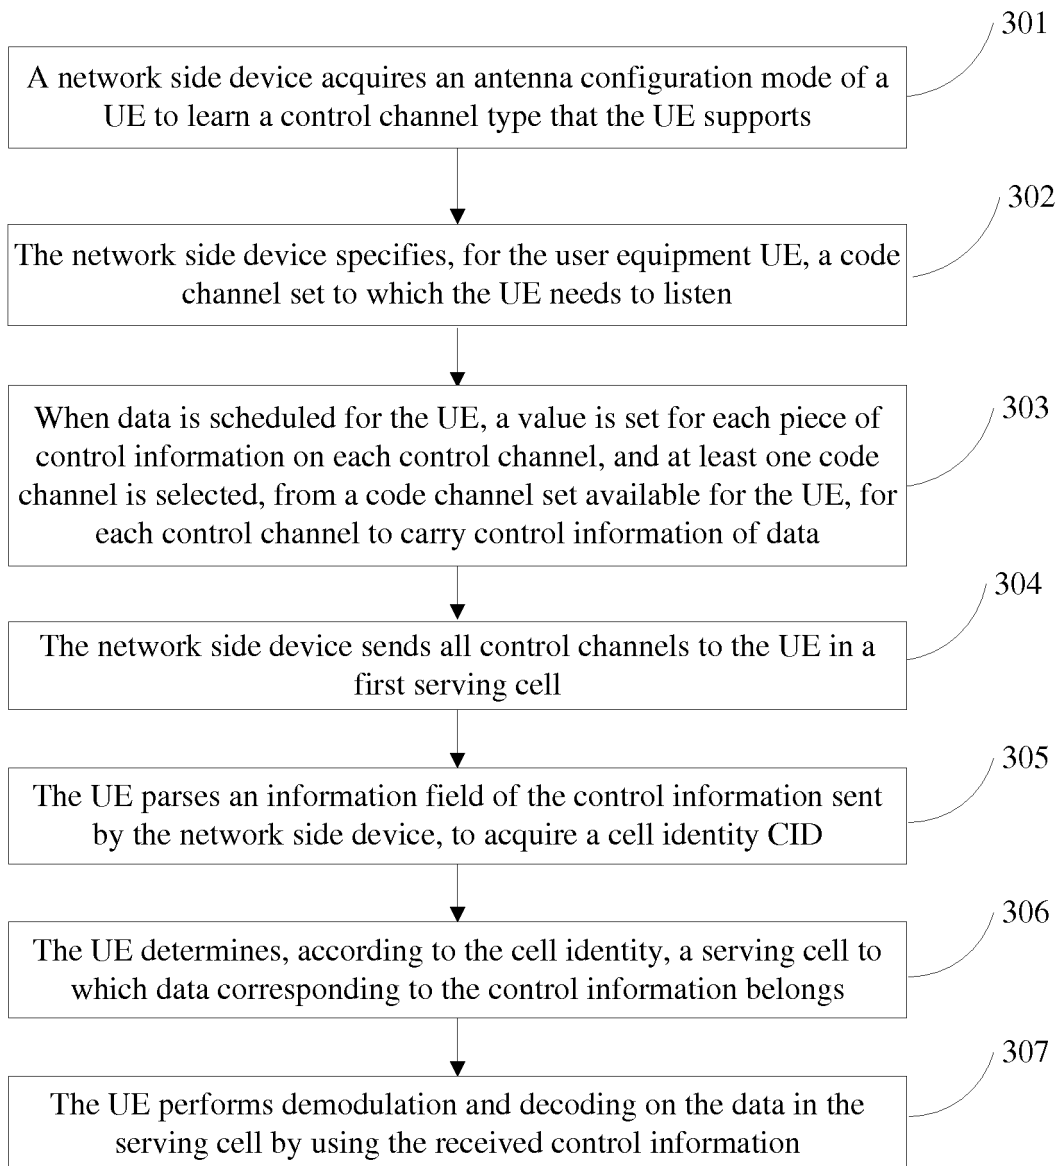 301
A network side device acquires an antenna configuration mode of a
UE to learn a control channel type that the UE supports
302
The network side device specifies, for the user equipment UE, a code
channel set to which the UE needs to listen
303
When data is scheduled for the UE, a value is set for each piece of
control information on each control channel, and at least one code
channel is selected, from a code channel set available for the UE, for
each control channel to carry control information of data
304
The network side device sends all control channels to the UE in a
first serving cell
305
The UE parses an information field of the control information sent
by the network side device, to acquire a cell identity CID
306
The UE determines, according to the cell identity, a serving cell to
which data corresponding to the control information belongs
307
The UE performs demodulation and decoding on the data in the
serving cell by using the received control information